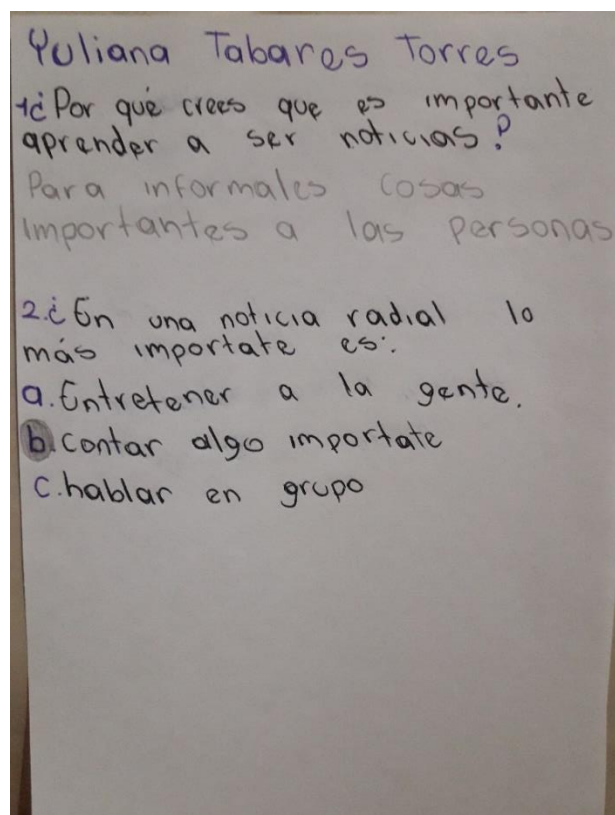 Yuliana Tabares Torres
1¿Por qué crees que es importante
aprender a ser noticias?
Para informales cosas
importantes a las personas
2.¿En una noticia radial lo
más importate es:
a. Entretener a la gente.
b. contar algo importate
C. hablar en grupo